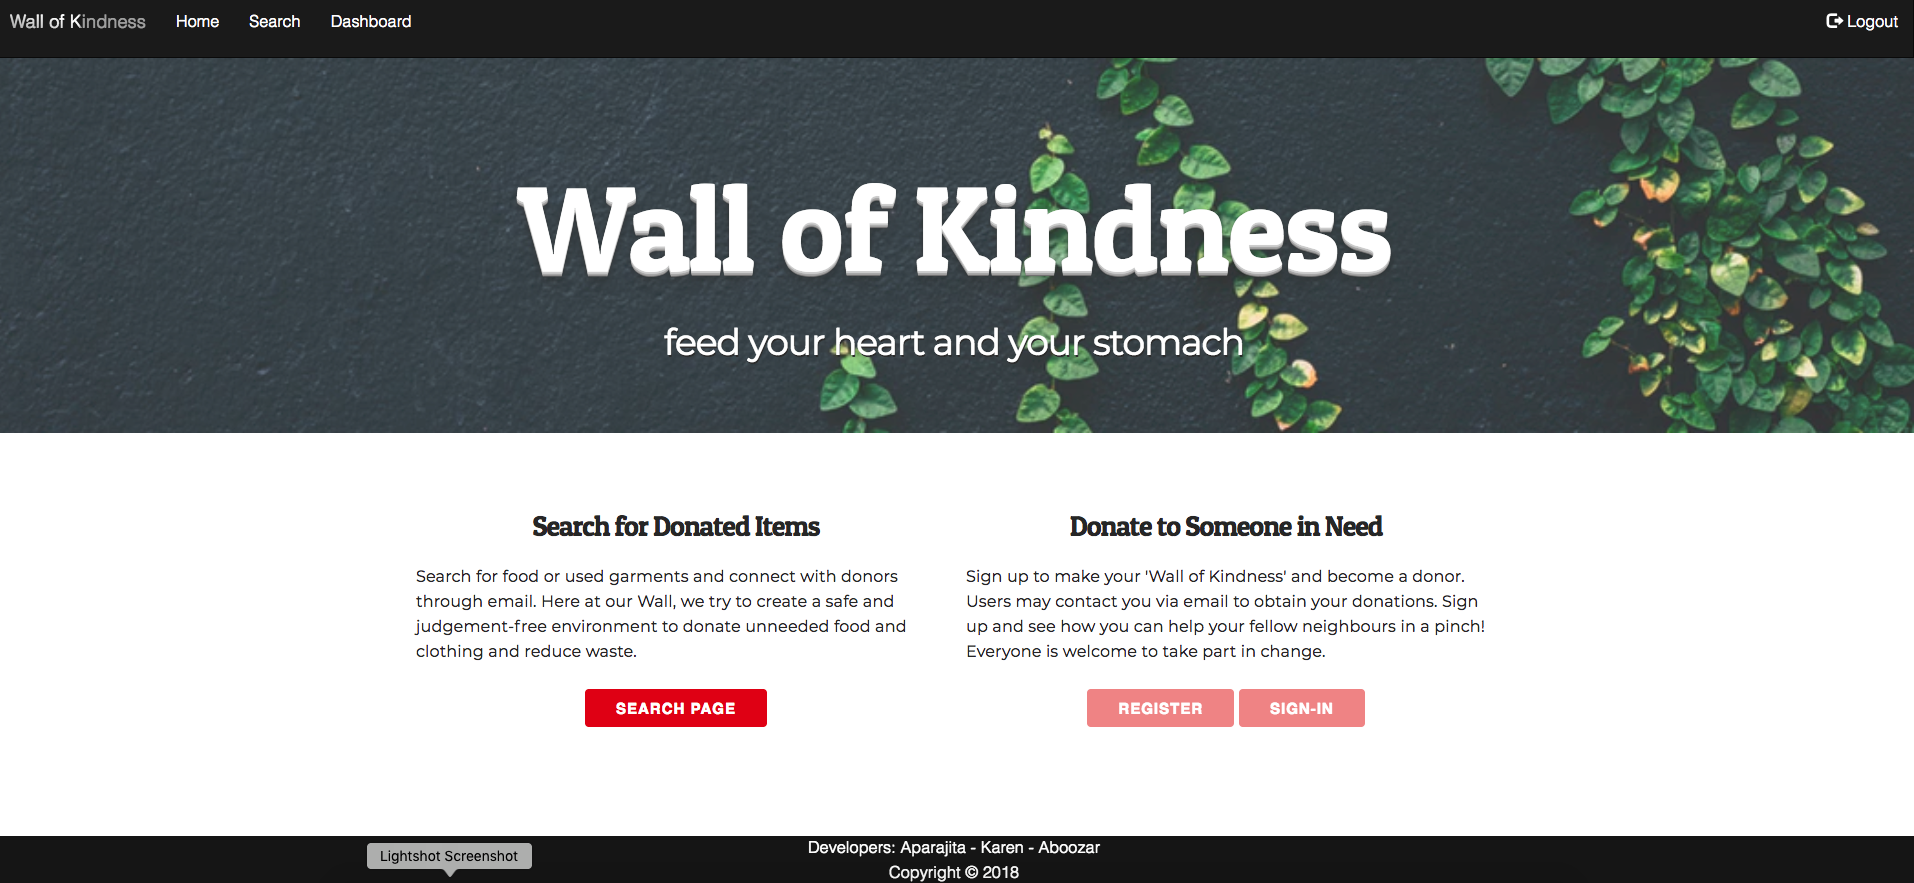 Wall of Kindness Home Search Dashboard Logout
Wall of Kindness
feed your heart and your stomach
Search for Donated Items
Search for food or used garments and connect with donors
through email. Here at our Wall, we try to create a safe and
judgement-free environment to donate unneeded food and
clothing and reduce waste.
SEARCH PAGE
Donate to Someone in Need
Sign up to make your 'Wall of Kindness' and become a donor.
Users may contact you via email to obtain your donations. Sign
up and see how you can help your fellow neighbours in a pinch!
Everyone is welcome to take part in change.
REGISTER SIGN-IN
Developers: Aparajita - Karen - Aboozar
Lightshot Screenshot
Copyright © 2018